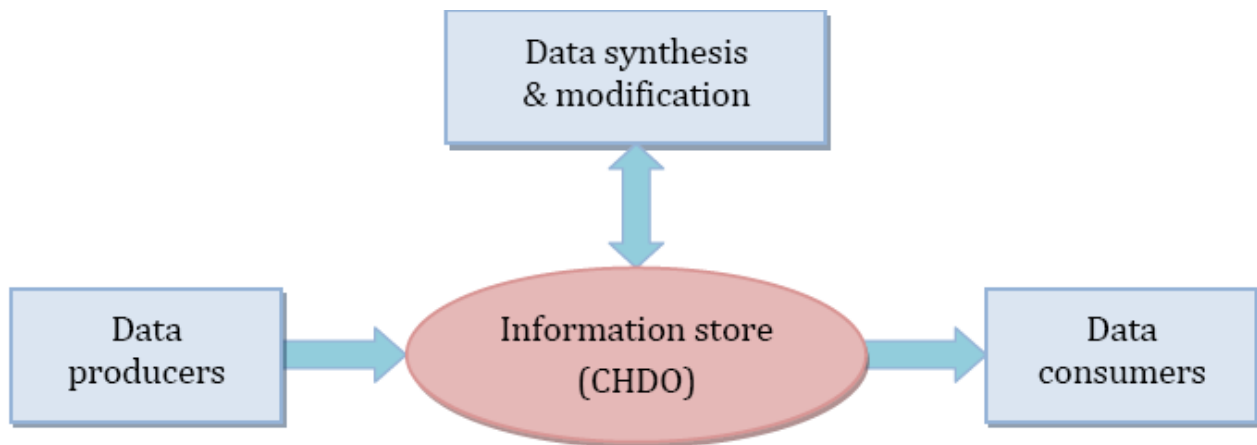 Data synthesis
& modification
Data
producers
Information store
(CHDO)
Data
consumers